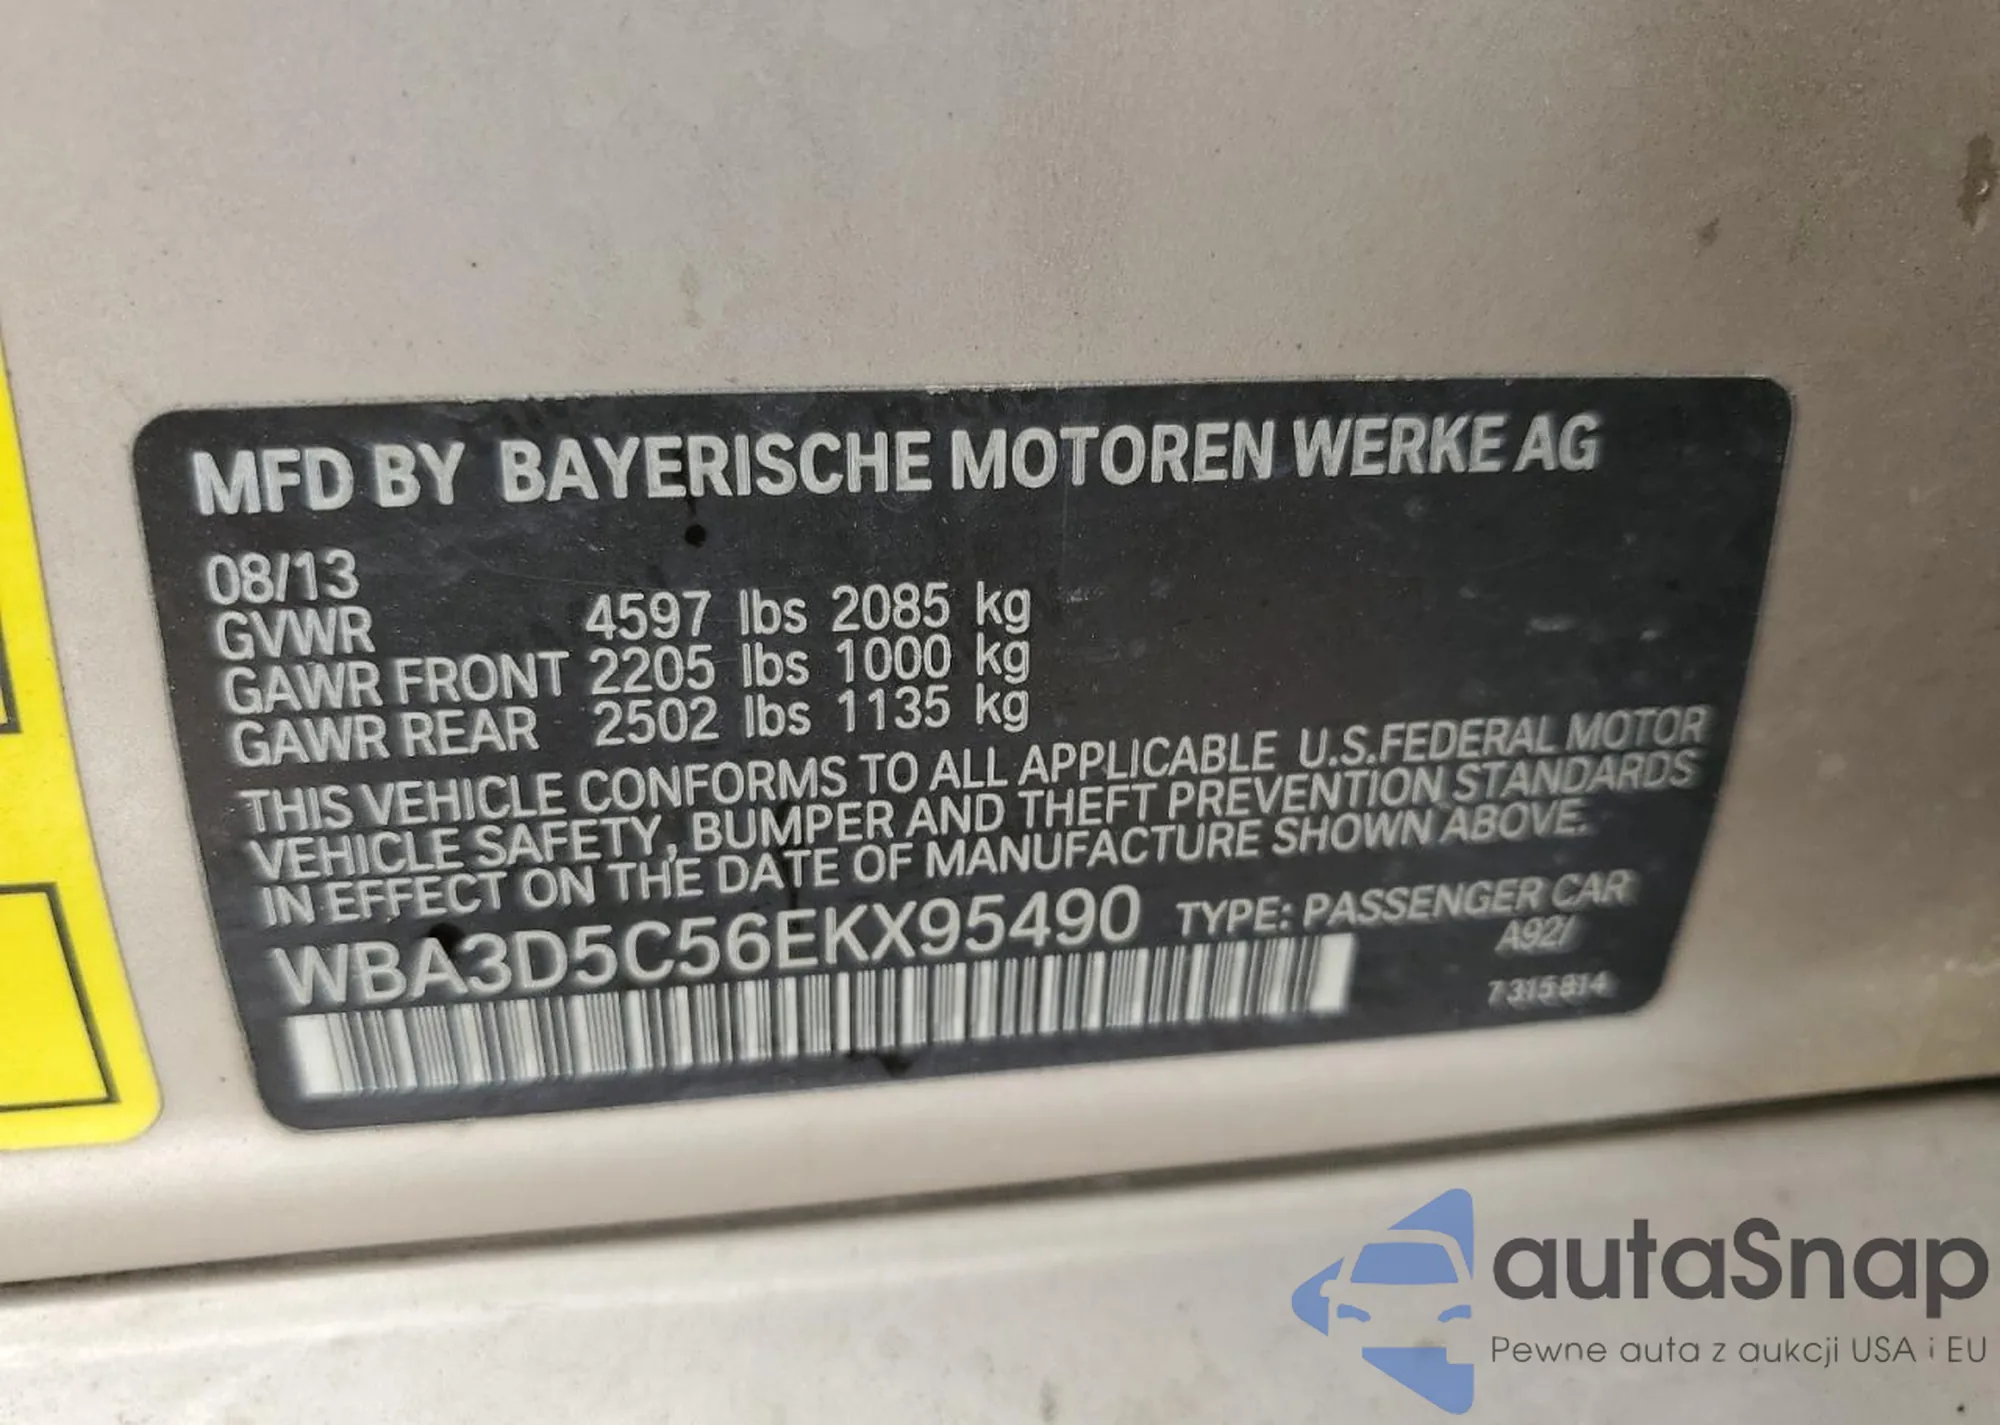 MFD BY BAYERISCHE MOTOREN WERKE AG
08/13
GVWR 4597 lbs 2085 kg
GAWR FRONT 2205 lbs 1000 kg
GAWR REAR 2502 lbs 1135 kg
THIS VEHICLE CONFORMS TO ALL APPLICABLE U.S.FEDERAL MOTOR
VEHICLE SAFETY, BUMPER AND THEFT PREVENTION STANDARDS
IN EFFECT ON THE DATE OF MANUFACTURE SHOWN ABOVE.
WBA3D5C56EKX95490 TYPE: PASSENGER CAR
A92/
7 315 814
autaSnap
Pewne auta z aukcji USA i EU